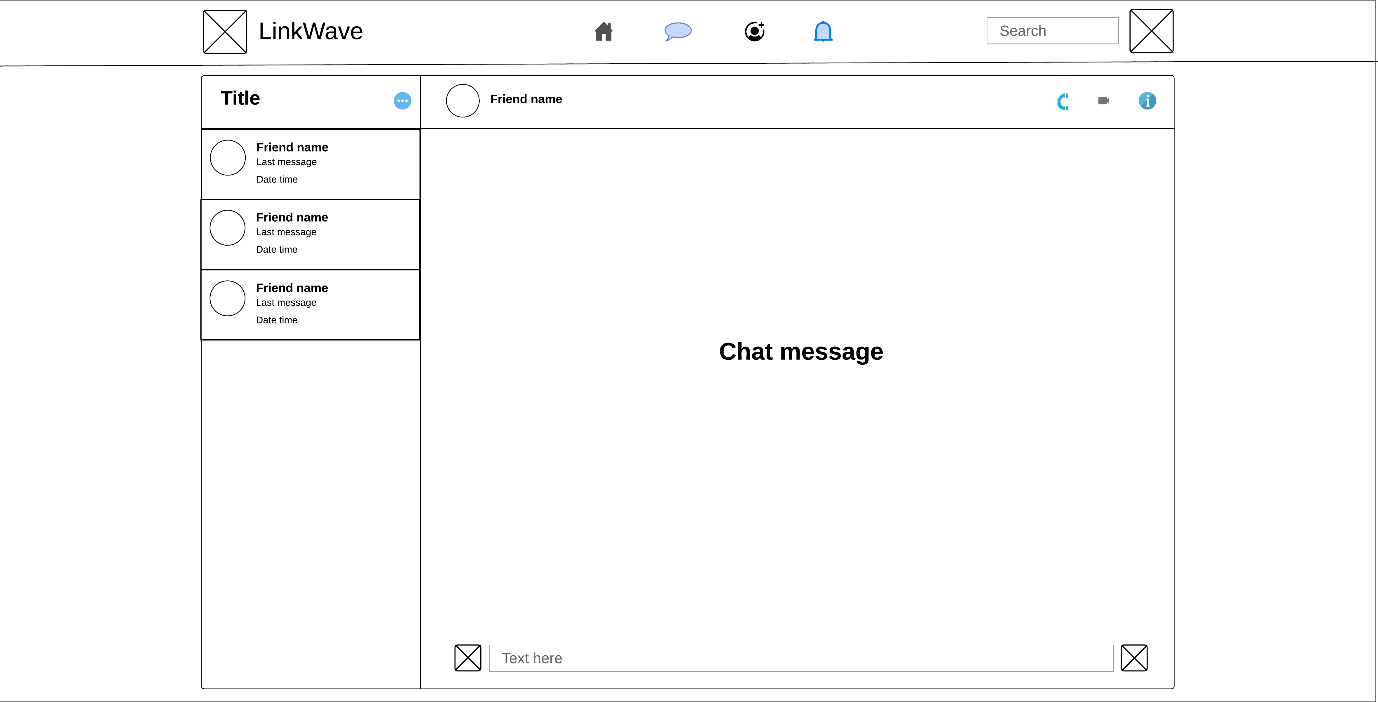 LinkWave
Search
Title
Friend name
Friend name
Last message
Date time
Friend name
Last message
Date time
Friend name
Last message
Date time
Chat message
Text here